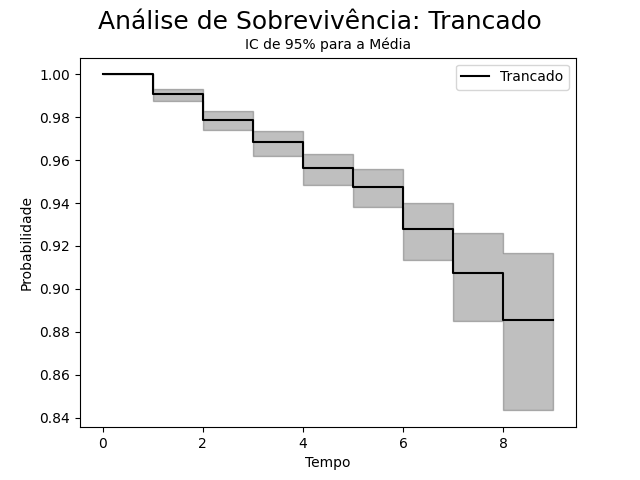 Análise de Sobrevivência: Trancado
IC de 95% para a Média
Trancado
1.00
0.98
0.96
0.94
0.92
0.90
0.88
0.86
0.84
Probabilidade
0 2 4 6 8
Tempo